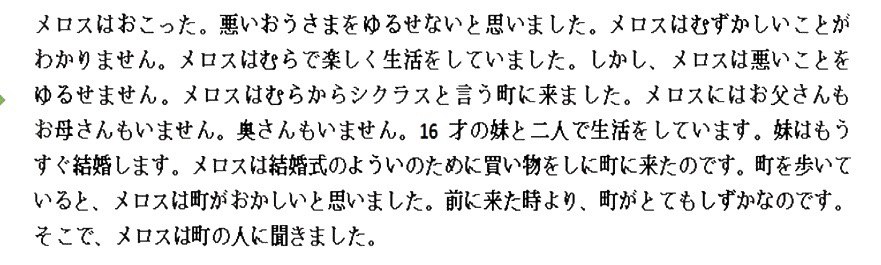 メロスはおこった。悪いおうさまをゆるせないと思いました。メロスはむずかしいことが
わかりません。メロスはむらで楽しく生活をしていました。しかし、メロスは悪いことを
ゆるせません。メロスはむらからシクラスと言う町に来ました。メロスにはお父さんも
お母さんもいません。奥さんもいません。16 才の妹と二人で生活をしています。妹はもう
すぐ結婚します。メロスは結婚式のよういのために買い物をしに町に来たのです。町を歩いて
いると、メロスは町がおかしいと思いました。前に来た時より、町がとてもしずかなのです。
そこで、メロスは町の人に聞きました。